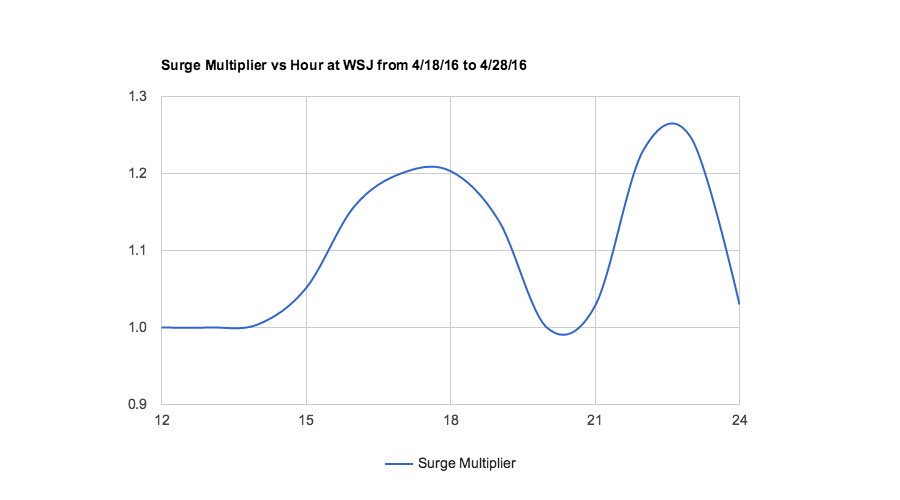 Surge Multiplier vs Hour at WSJ from 4/18/16 to 4/28/16
1.3
1.2
1.1
1.0
0.9
12 15 18 21 24
Surge Multiplier